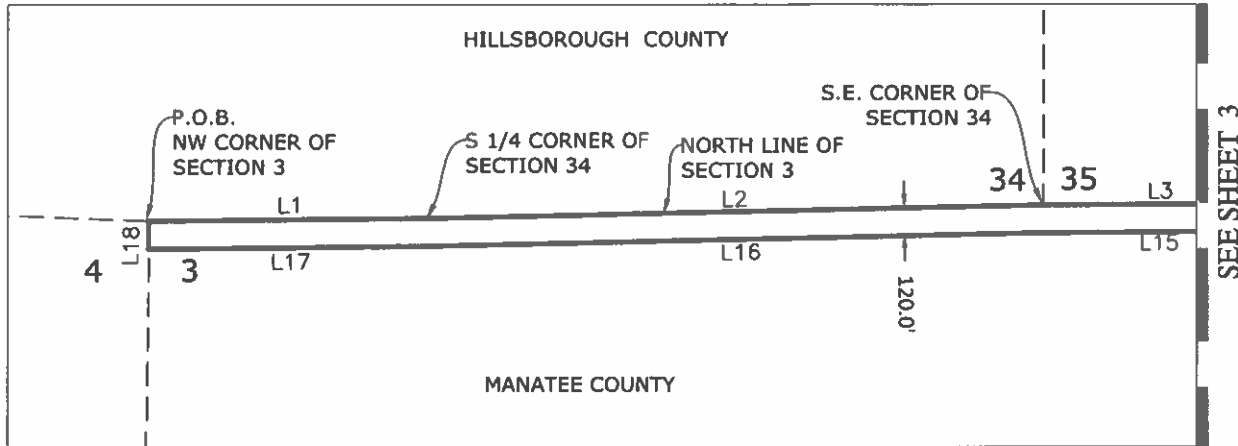 HILLSBOROUGH COUNTY
P.O.B.
NW CORNER OF
SECTION 3
S 1/4 CORNER OF
SECTION 34
NORTH LINE OF
SECTION 3
S.E. CORNER OF
SECTION 34
34 35
L1
L2
L3
L18
4 3
L17
L16
L15
120.0'
MANATEE COUNTY
SEE SHEET 3